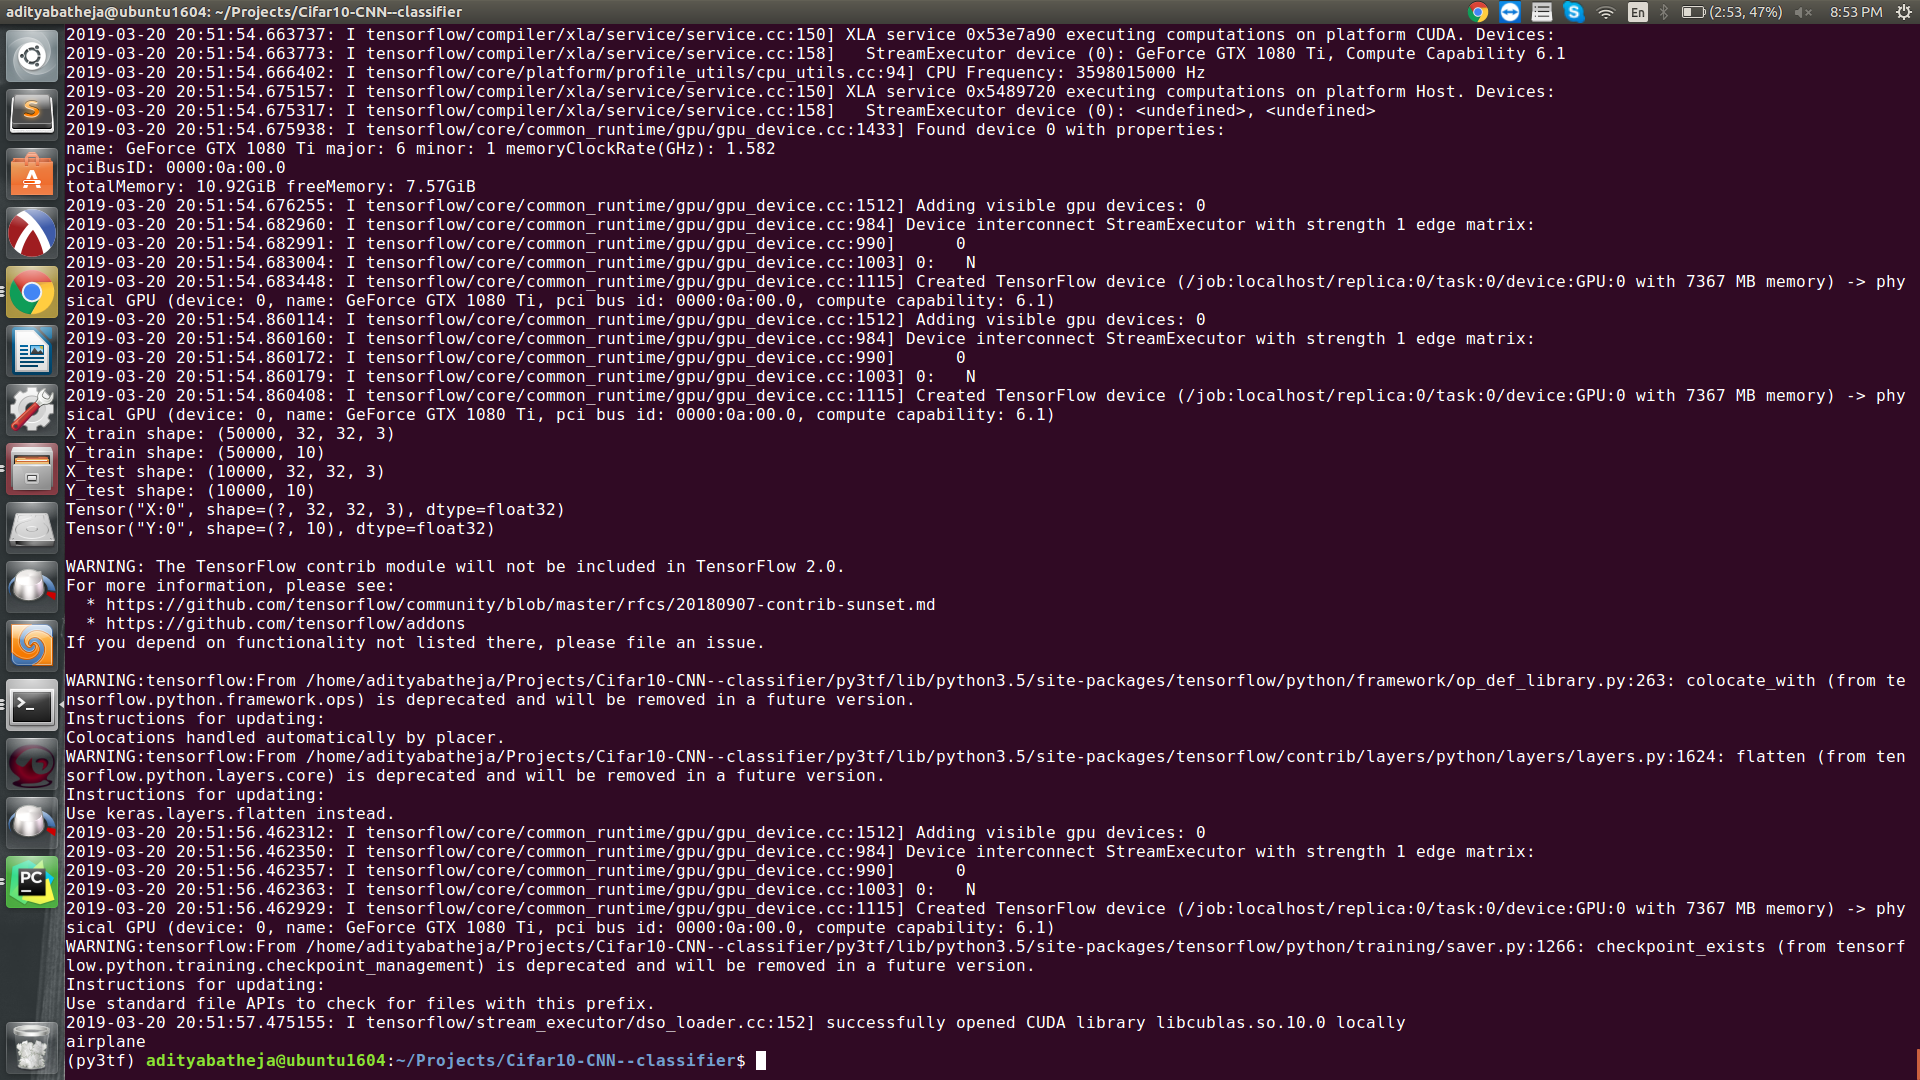 adityabatheja@ubuntu1604: ~/Projects/Cifar10-CNN--classifier
En
(2:53, 47%)
8:53 PM
2019-03-20 20:51:54.663737: I tensorflow/compiler/xla/service/service.cc:150] XLA service 0x53e7a90 executing computations on platform CUDA. Devices:
2019-03-20 20:51:54.663773: I tensorflow/compiler/xla/service/service.cc:158]   StreamExecutor device (0): GeForce GTX 1080 Ti, Compute Capability 6.1
2019-03-20 20:51:54.666402: I tensorflow/core/platform/profile_utils/cpu_utils.cc:94] CPU Frequency: 3598015000 Hz
2019-03-20 20:51:54.675157: I tensorflow/compiler/xla/service/service.cc:150] XLA service 0x5489720 executing computations on platform Host. Devices:
2019-03-20 20:51:54.675317: I tensorflow/compiler/xla/service/service.cc:158]   StreamExecutor device (0): <undefined>, <undefined>
2019-03-20 20:51:54.675938: I tensorflow/core/common_runtime/gpu/gpu_device.cc:1433] Found device 0 with properties:
name: GeForce GTX 1080 Ti major: 6 minor: 1 memoryClockRate(GHz): 1.582
pciBusID: 0000:0a:00.0
totalMemory: 10.92GiB freeMemory: 7.57GiB
2019-03-20 20:51:54.676255: I tensorflow/core/common_runtime/gpu/gpu_device.cc:1512] Adding visible gpu devices: 0
2019-03-20 20:51:54.682960: I tensorflow/core/common_runtime/gpu/gpu_device.cc:984] Device interconnect StreamExecutor with strength 1 edge matrix:
2019-03-20 20:51:54.682991: I tensorflow/core/common_runtime/gpu/gpu_device.cc:990]      0
2019-03-20 20:51:54.683004: I tensorflow/core/common_runtime/gpu/gpu_device.cc:1003] 0:   N
2019-03-20 20:51:54.683448: I tensorflow/core/common_runtime/gpu/gpu_device.cc:1115] Created TensorFlow device (/job:localhost/replica:0/task:0/device:GPU:0 with 7367 MB memory) -> phy
sical GPU (device: 0, name: GeForce GTX 1080 Ti, pci bus id: 0000:0a:00.0, compute capability: 6.1)
2019-03-20 20:51:54.860114: I tensorflow/core/common_runtime/gpu/gpu_device.cc:1512] Adding visible gpu devices: 0
2019-03-20 20:51:54.860160: I tensorflow/core/common_runtime/gpu/gpu_device.cc:984] Device interconnect StreamExecutor with strength 1 edge matrix:
2019-03-20 20:51:54.860172: I tensorflow/core/common_runtime/gpu/gpu_device.cc:990]      0
2019-03-20 20:51:54.860179: I tensorflow/core/common_runtime/gpu/gpu_device.cc:1003] 0:   N
2019-03-20 20:51:54.860408: I tensorflow/core/common_runtime/gpu/gpu_device.cc:1115] Created TensorFlow device (/job:localhost/replica:0/task:0/device:GPU:0 with 7367 MB memory) -> phy
sical GPU (device: 0, name: GeForce GTX 1080 Ti, pci bus id: 0000:0a:00.0, compute capability: 6.1)
X_train shape: (50000, 32, 32, 3)
Y_train shape: (50000, 10)
X_test shape: (10000, 32, 32, 3)
Y_test shape: (10000, 10)
Tensor("X:0", shape=(?, 32, 32, 3), dtype=float32)
Tensor("Y:0", shape=(?, 10), dtype=float32)
WARNING: The TensorFlow contrib module will not be included in TensorFlow 2.0.
For more information, please see:
  * https://github.com/tensorflow/community/blob/master/rfcs/20180907-contrib-sunset.md
  * https://github.com/tensorflow/addons
If you depend on functionality not listed there, please file an issue.
WARNING:tensorflow:From /home/adityabatheja/Projects/Cifar10-CNN--classifier/py3tf/lib/python3.5/site-packages/tensorflow/python/framework/op_def_library.py:263: colocate_with (from te
nsorflow.python.framework.ops) is deprecated and will be removed in a future version.
Instructions for updating:
Colocations handled automatically by placer.
WARNING:tensorflow:From /home/adityabatheja/Projects/Cifar10-CNN--classifier/py3tf/lib/python3.5/site-packages/tensorflow/contrib/layers/python/layers/layers.py:1624: flatten (from ten
sorflow.python.layers.core) is deprecated and will be removed in a future version.
Instructions for updating:
Use keras.layers.flatten instead.
2019-03-20 20:51:56.462312: I tensorflow/core/common_runtime/gpu/gpu_device.cc:1512] Adding visible gpu devices: 0
2019-03-20 20:51:56.462350: I tensorflow/core/common_runtime/gpu/gpu_device.cc:984] Device interconnect StreamExecutor with strength 1 edge matrix:
2019-03-20 20:51:56.462357: I tensorflow/core/common_runtime/gpu/gpu_device.cc:990]      0
2019-03-20 20:51:56.462363: I tensorflow/core/common_runtime/gpu/gpu_device.cc:1003] 0:   N
2019-03-20 20:51:56.462929: I tensorflow/core/common_runtime/gpu/gpu_device.cc:1115] Created TensorFlow device (/job:localhost/replica:0/task:0/device:GPU:0 with 7367 MB memory) -> phy
sical GPU (device: 0, name: GeForce GTX 1080 Ti, pci bus id: 0000:0a:00.0, compute capability: 6.1)
WARNING:tensorflow:From /home/adityabatheja/Projects/Cifar10-CNN--classifier/py3tf/lib/python3.5/site-packages/tensorflow/python/training/saver.py:1266: checkpoint_exists (from tensorf
low.python.training.checkpoint_management) is deprecated and will be removed in a future version.
Instructions for updating:
Use standard file APIs to check for files with this prefix.
2019-03-20 20:51:57.475155: I tensorflow/stream_executor/dso_loader.cc:152] successfully opened CUDA library libcublas.so.10.0 locally
airplane
(py3tf) adityabatheja@ubuntu1604:~/Projects/Cifar10-CNN--classifier$
PC